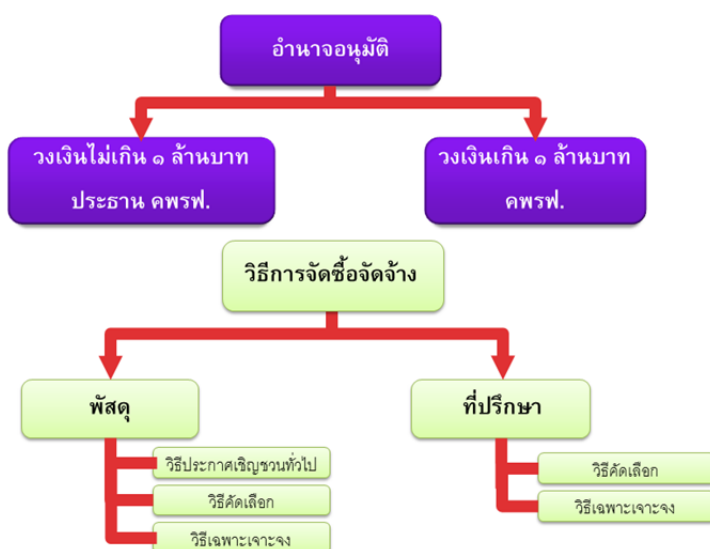 อำนาจอนุมัติ
วงเงินไม่เกิน ๑ ล้านบาท
ประธาน คพรฟ.
วงเงินเกิน ๑ ล้านบาท
คพรฟ.
วิธีการจัดซื้อจัดจ้าง
พัสดุ
วิธีประกาศเชิญชวนทั่วไป
วิธีคัดเลือก
วิธีเฉพาะเจาะจง
ที่ปรึกษา
วิธีคัดเลือก
วิธีเฉพาะเจาะจง